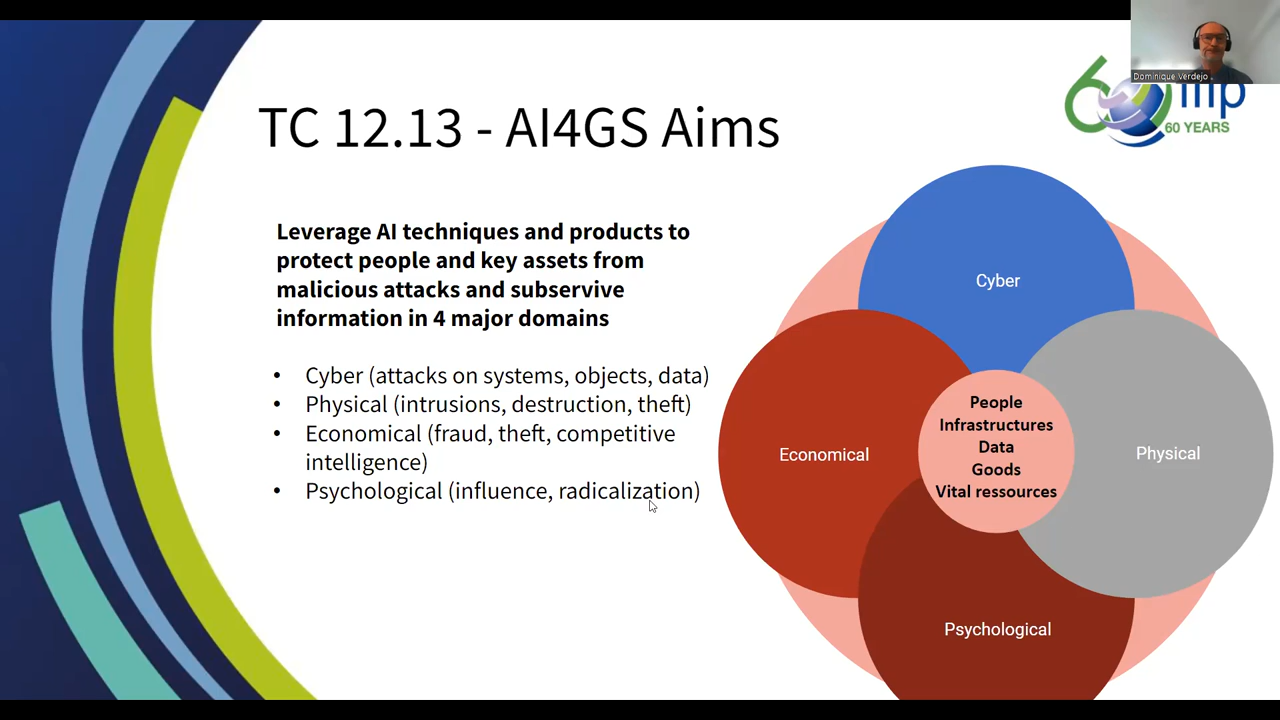 Dominique Verdejo
60 YEARS
TC 12.13 - AI4GS Aims
Leverage AI techniques and products to
protect people and key assets from
malicious attacks and subservive
information in 4 major domains
• Cyber (attacks on systems, objects, data)
• Physical (intrusions, destruction, theft)
• Economical (fraud, theft, competitive
intelligence)
• Psychological (influence, radicalization)
Cyber
Economical
People
Infrastructures
Data
Goods
Vital ressources
Physical
Psychological